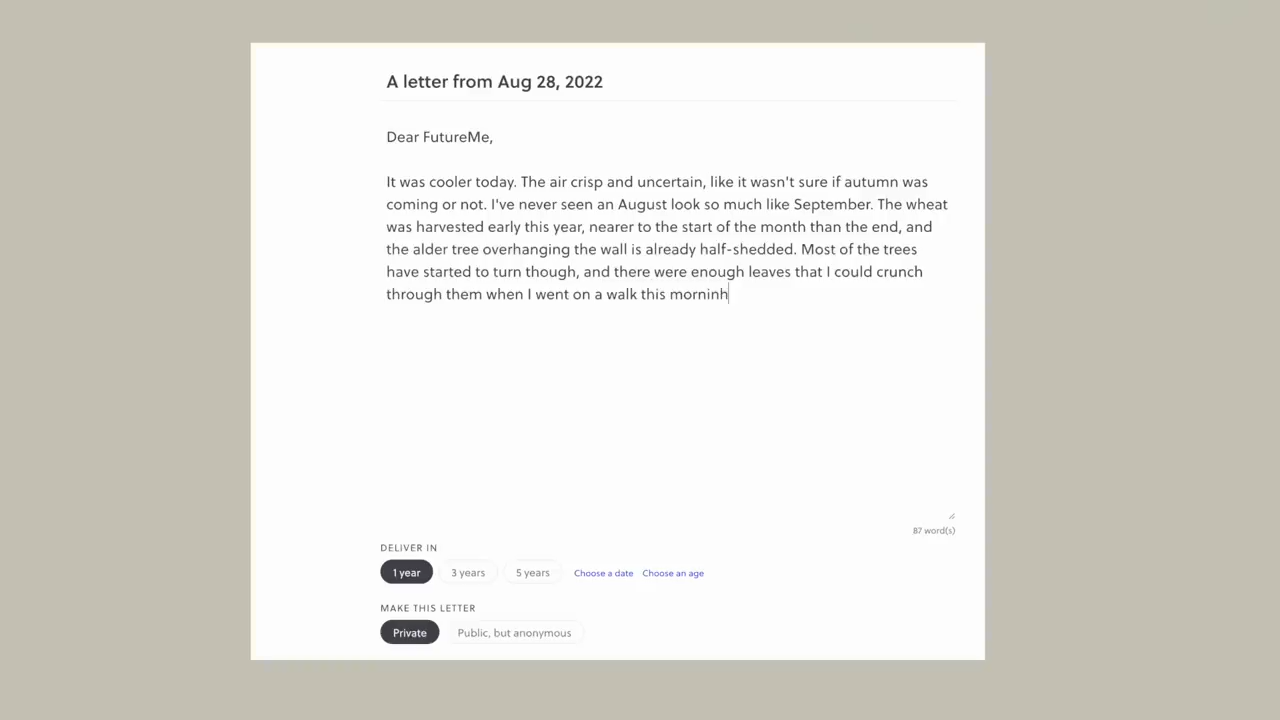 A letter from Aug 28, 2022
Dear FutureMe,
It was cooler today. The air crisp and uncertain, like it wasn't sure if autumn was
coming or not. I've never seen an August look so much like September. The wheat
was harvested early this year, nearer to the start of the month than the end, and
the alder tree overhanging the wall is already half-shedded. Most of the trees
have started to turn though, and there were enough leaves that I could crunch
through them when I went on a walk this morninh
87 word(s)
DELIVER IN
1 year 3 years 5 years Choose a date Choose an age
MAKE THIS LETTER
Private Public, but anonymous